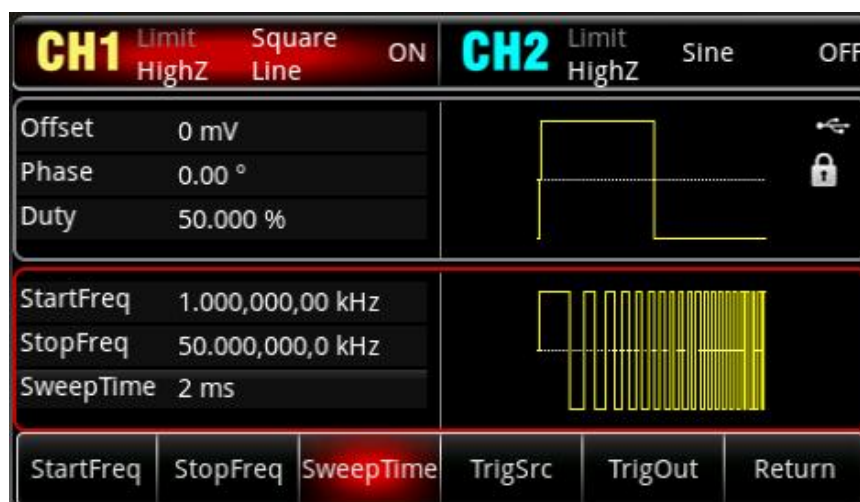 CH1 Limit Square ON CH2 Limit Sine OFF
HighZ Line HighZ
Offset 0 mV
Phase 0.00 °
Duty 50.000 %
StartFreq 1.000,000,00 kHz
StopFreq 50.000,000,0 kHz
SweepTime 2 ms
StartFreq StopFreq SweepTime TrigSrc TrigOut Return